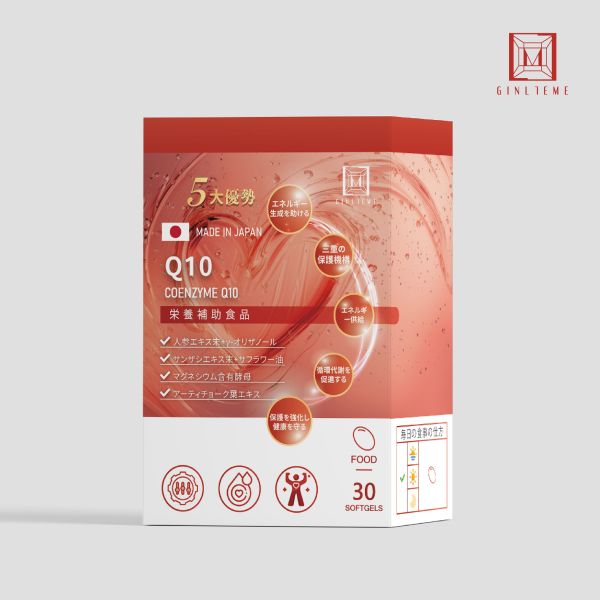 GINLTEME
5大優勢
GINLTEME
MADE IN JAPAN
Q10
COENZYME Q10
栄養補助食品
人参エキス末+γ-オリザノール
サンザシエキス末+サフラワー油
マグネシウム含有酵母
アーティチョーク葉エキス
エネルギー
生成を助ける
三重の
保護機構
エネルギ
ー供給
循環代謝を
促進する
保護を強化し
健康を守る
FOOD
30
SOFTGELS
毎日の食事の仕方